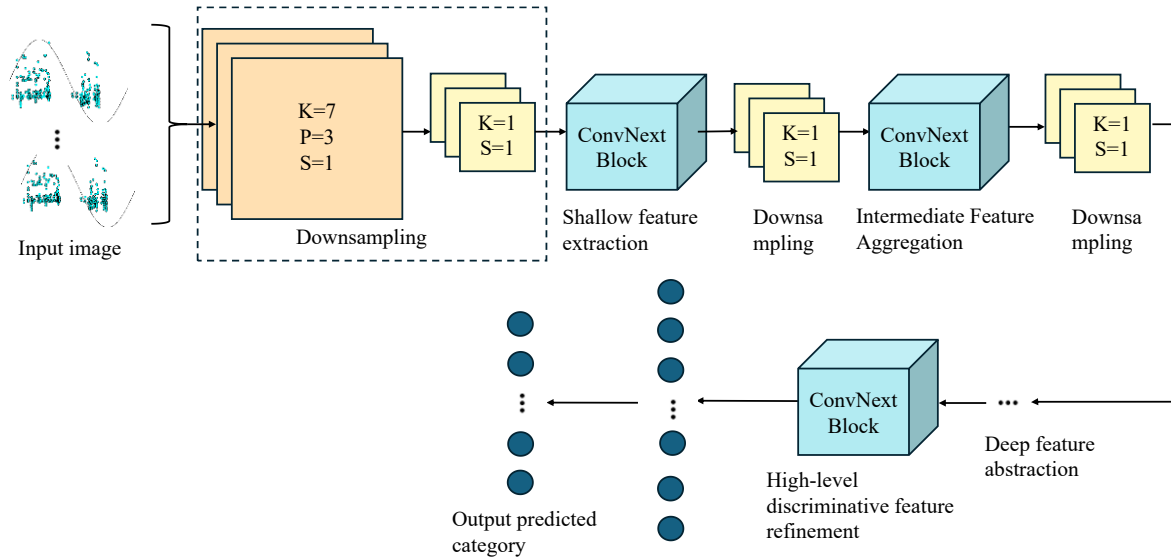 K=7
P=3
S=1
K=1
S=1
ConvNext
Block
K=1
S=1
ConvNext
Block
K=1
S=1
Input image
Downsampling
Shallow feature
extraction
Downsa
mpling
Intermediate Feature
Aggregation
Downsa
mpling
ConvNext
Block
Deep feature
abstraction
High-level
discriminative feature
refinement
Output predicted
category